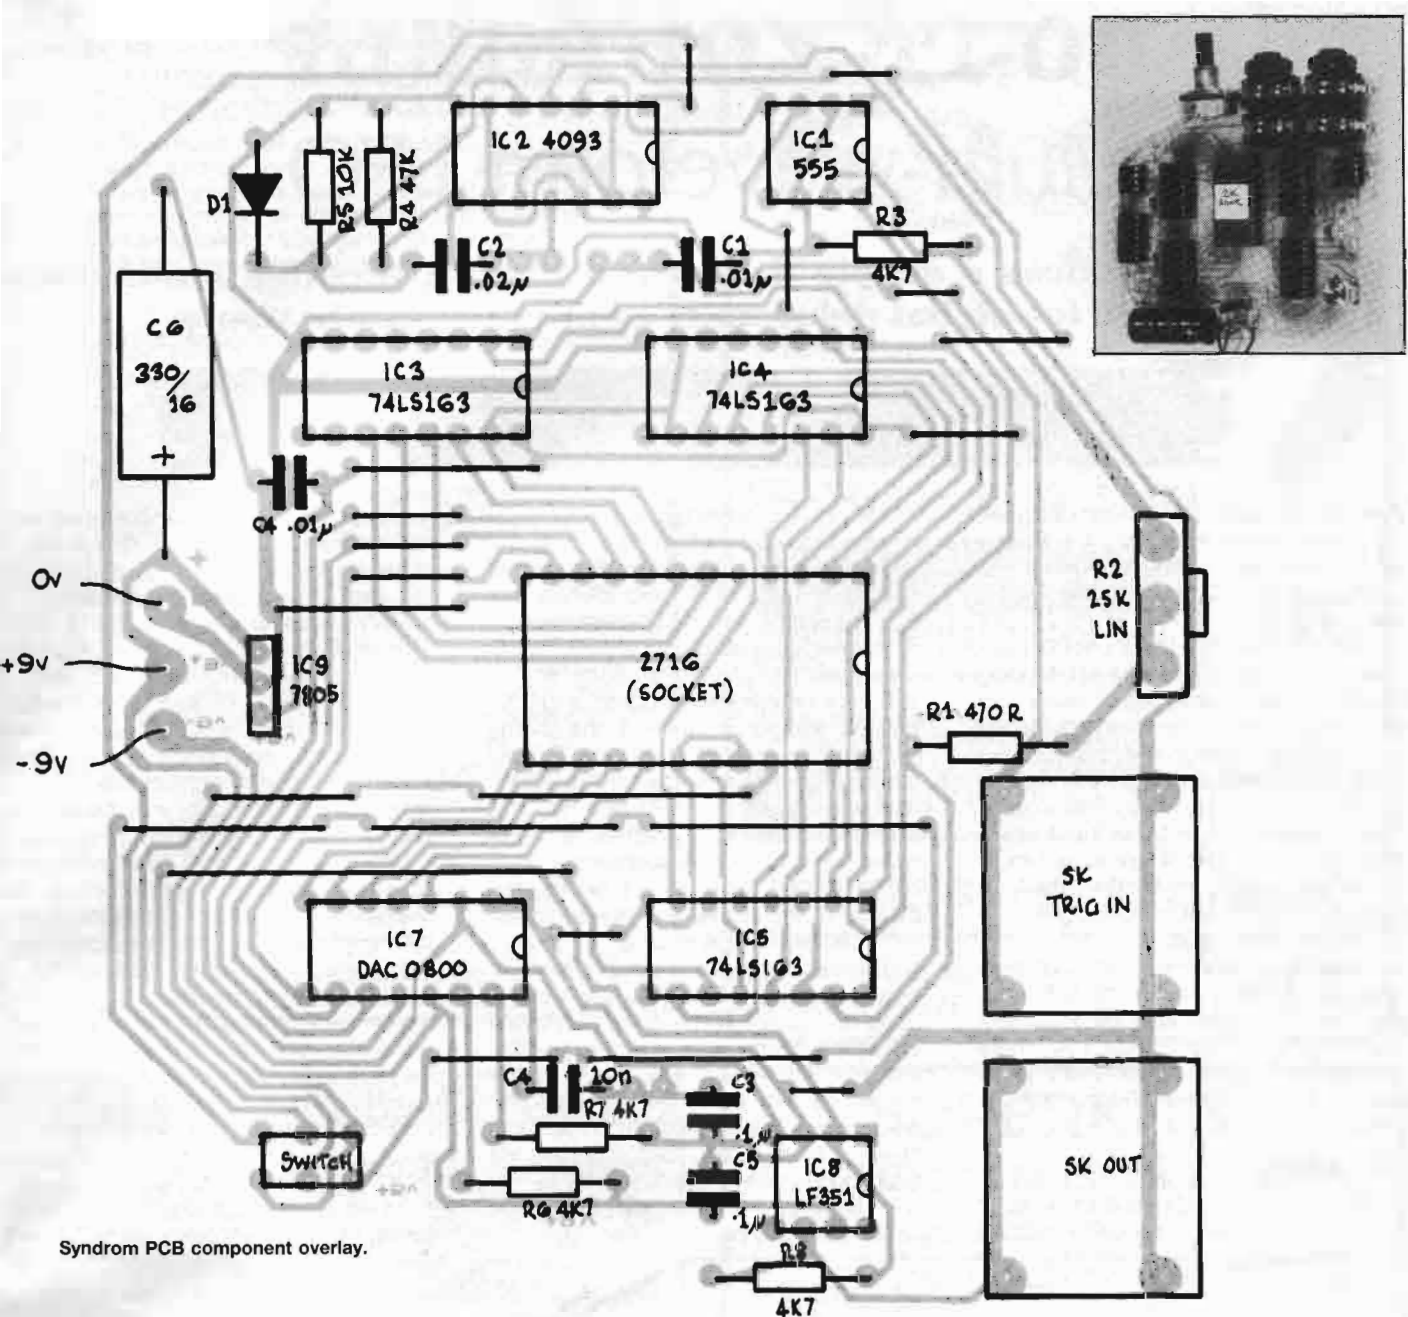 IC2 4093
IC1
555
D1
R5 10K
R4 47K
C2
.02µ
C1
.01µ
R3
4K7
C6
330/
16
+
IC3
74LS163
IC4
74LS163
C4 .01µ
0v
+9v
-9v
IC9
7805
2716
(SOCKET)
R2
25K
LIN
R1 470R
SK
TRIG IN
IC7
DAC 0800
IC5
74LS163
C4 10n
R7 4K7
C3
.1µ
SWITCH
R6 4K7
C5
.1µ
IC8
LF351
SK OUT
R8
4K7
Syndrom PCB component overlay.